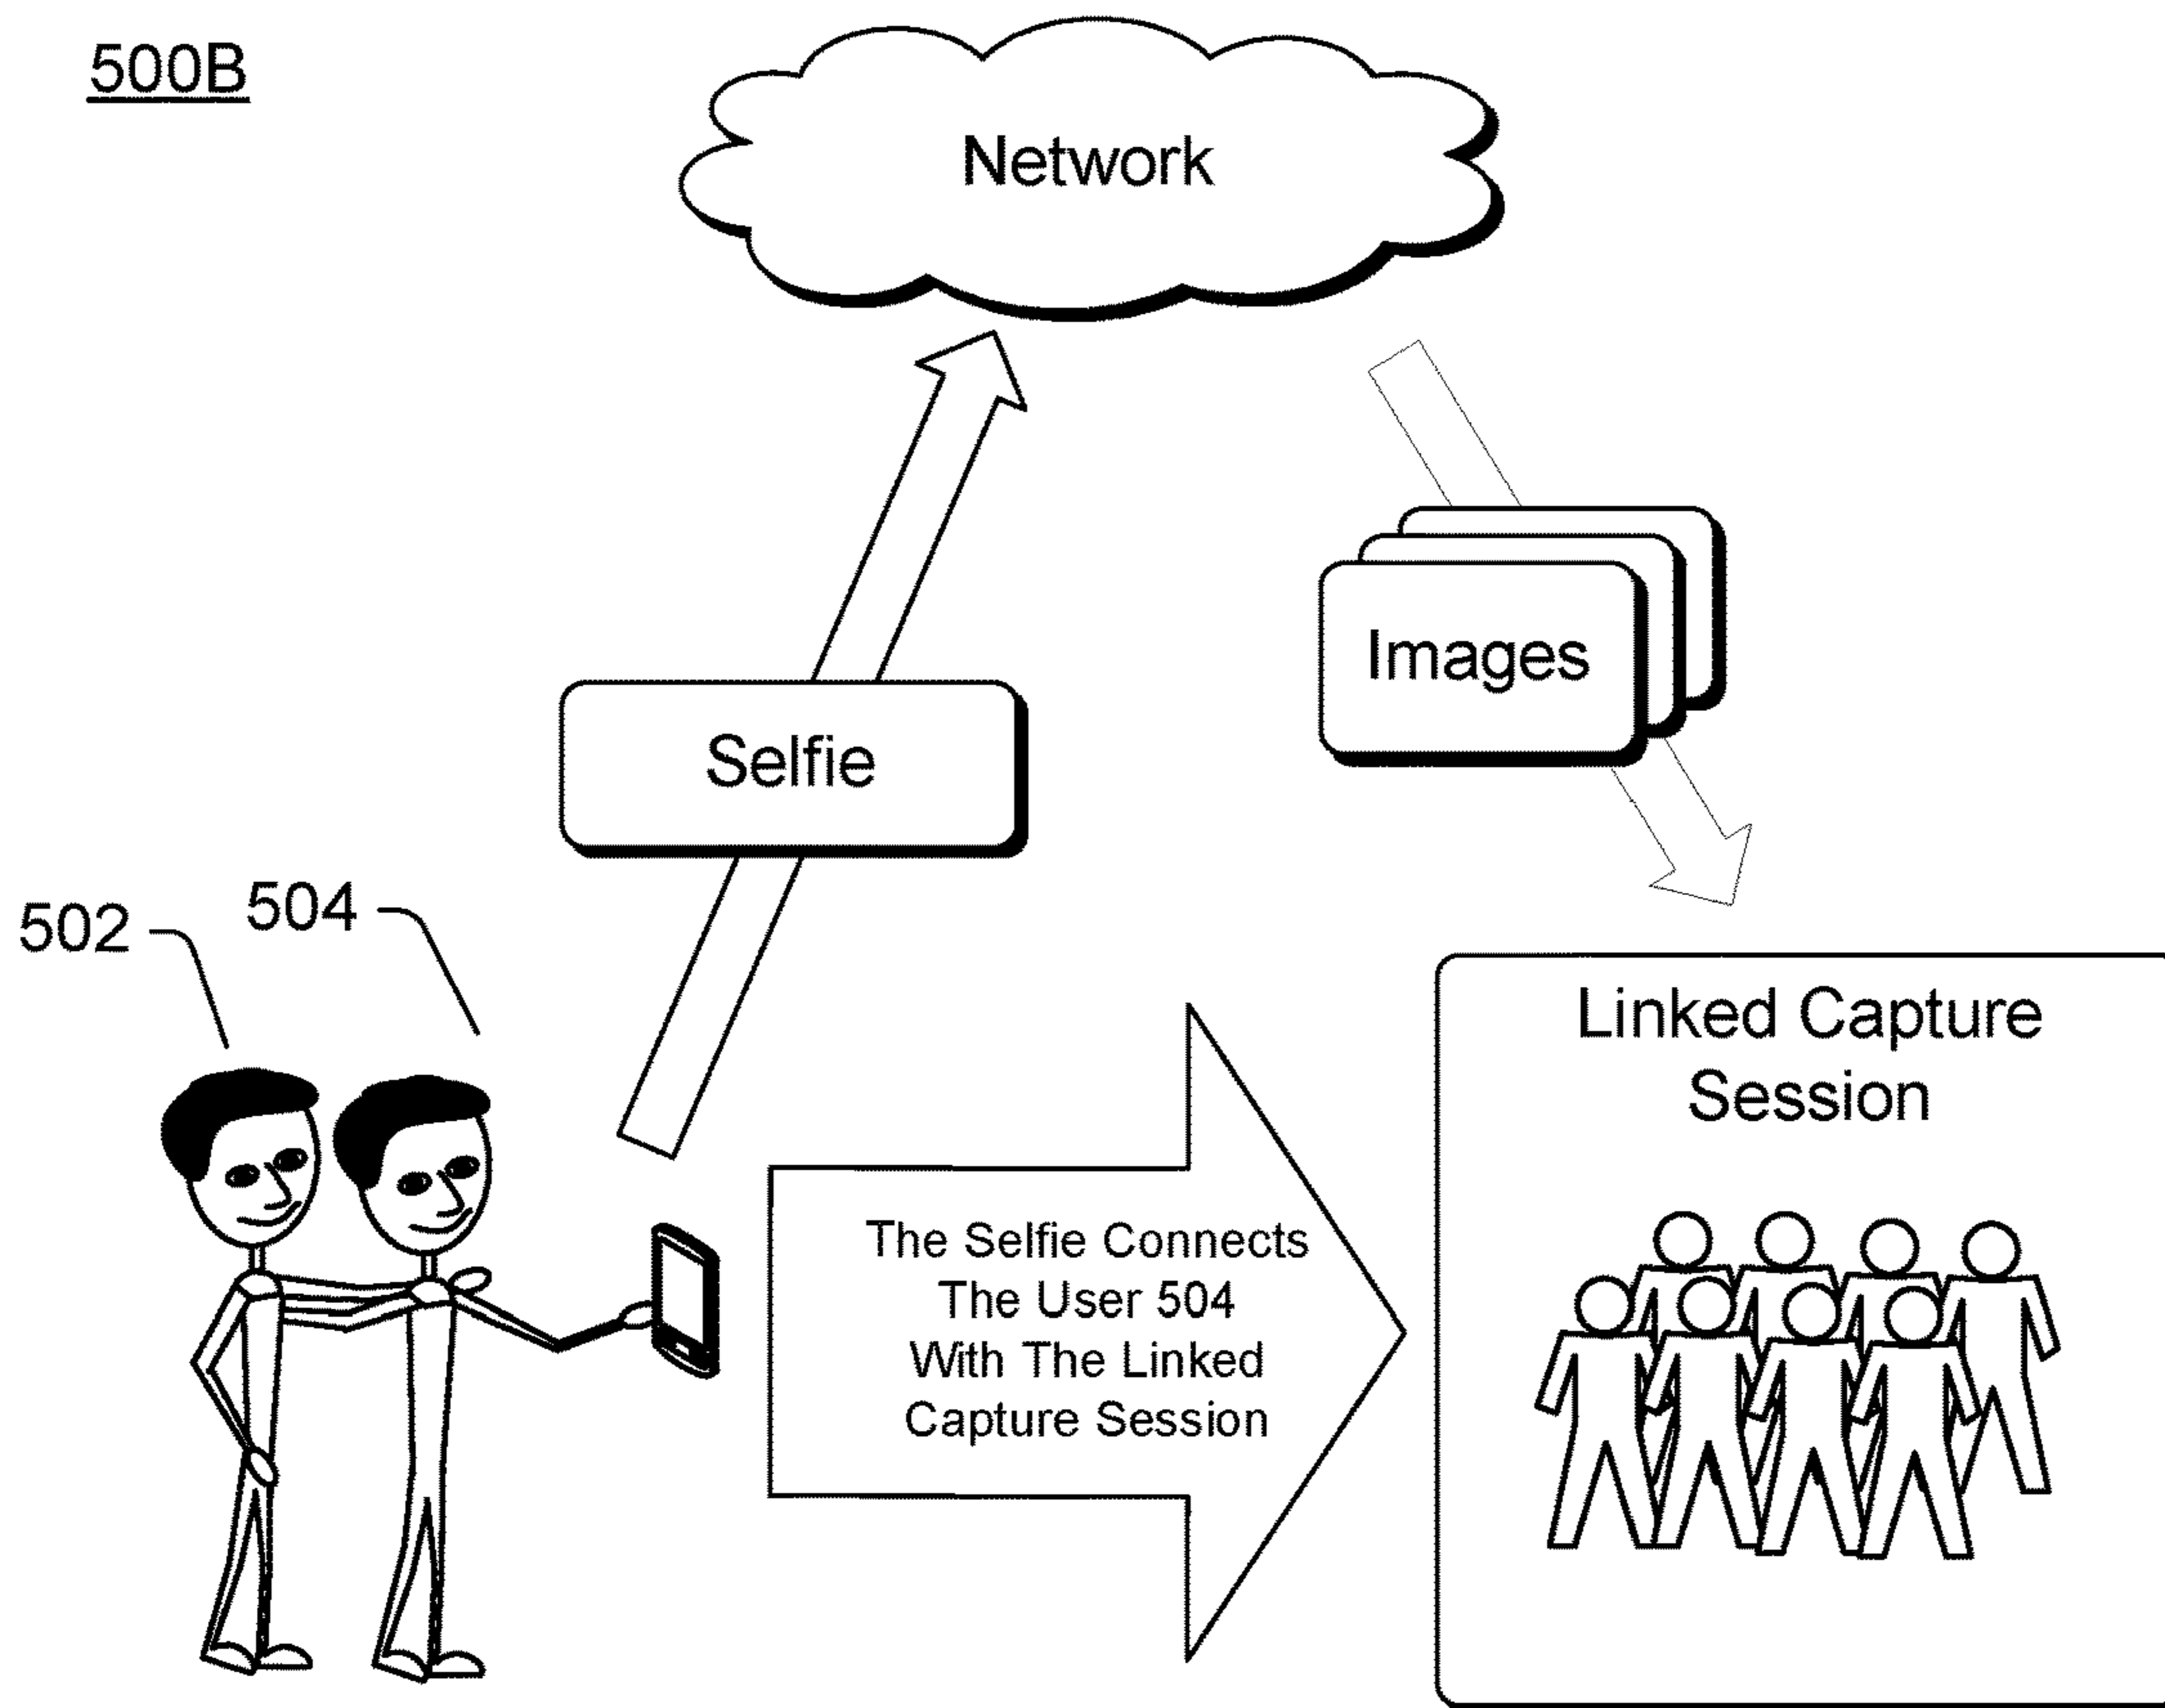 500B
Network
Images
Selfie
502
504
Linked Capture
Session
The Selfie Connects
The User 504
With The Linked
Capture Session